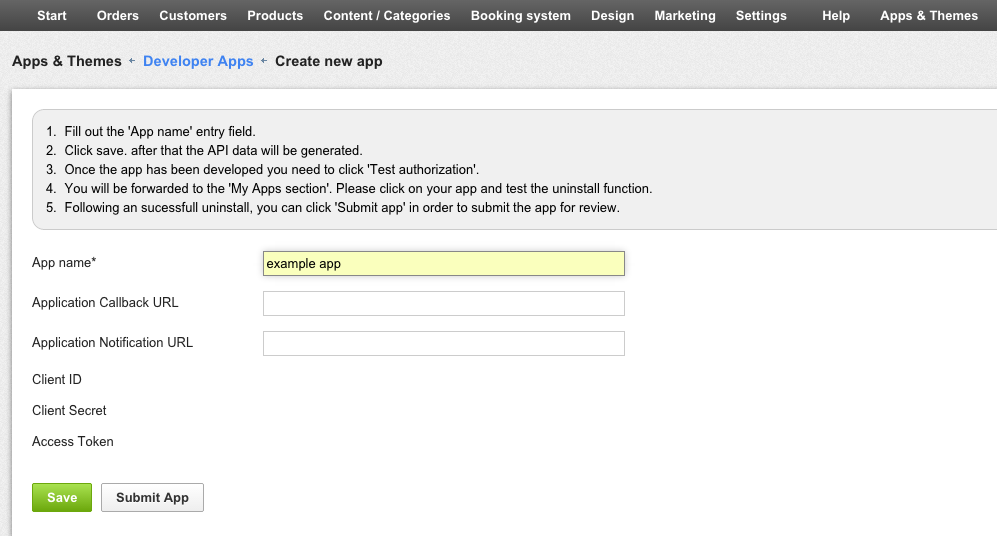 Start Orders Customers Products Content / Categories Booking system Design Marketing Settings Help Apps & Themes
Apps & Themes ← Developer Apps ← Create new app
1. Fill out the 'App name' entry field.
2. Click save. after that the API data will be generated.
3. Once the app has been developed you need to click 'Test authorization'.
4. You will be forwarded to the 'My Apps section'. Please click on your app and test the uninstall function.
5. Following an sucessfull uninstall, you can click 'Submit app' in order to submit the app for review.
App name* example app
Application Callback URL
Application Notification URL
Client ID
Client Secret
Access Token
Save Submit App